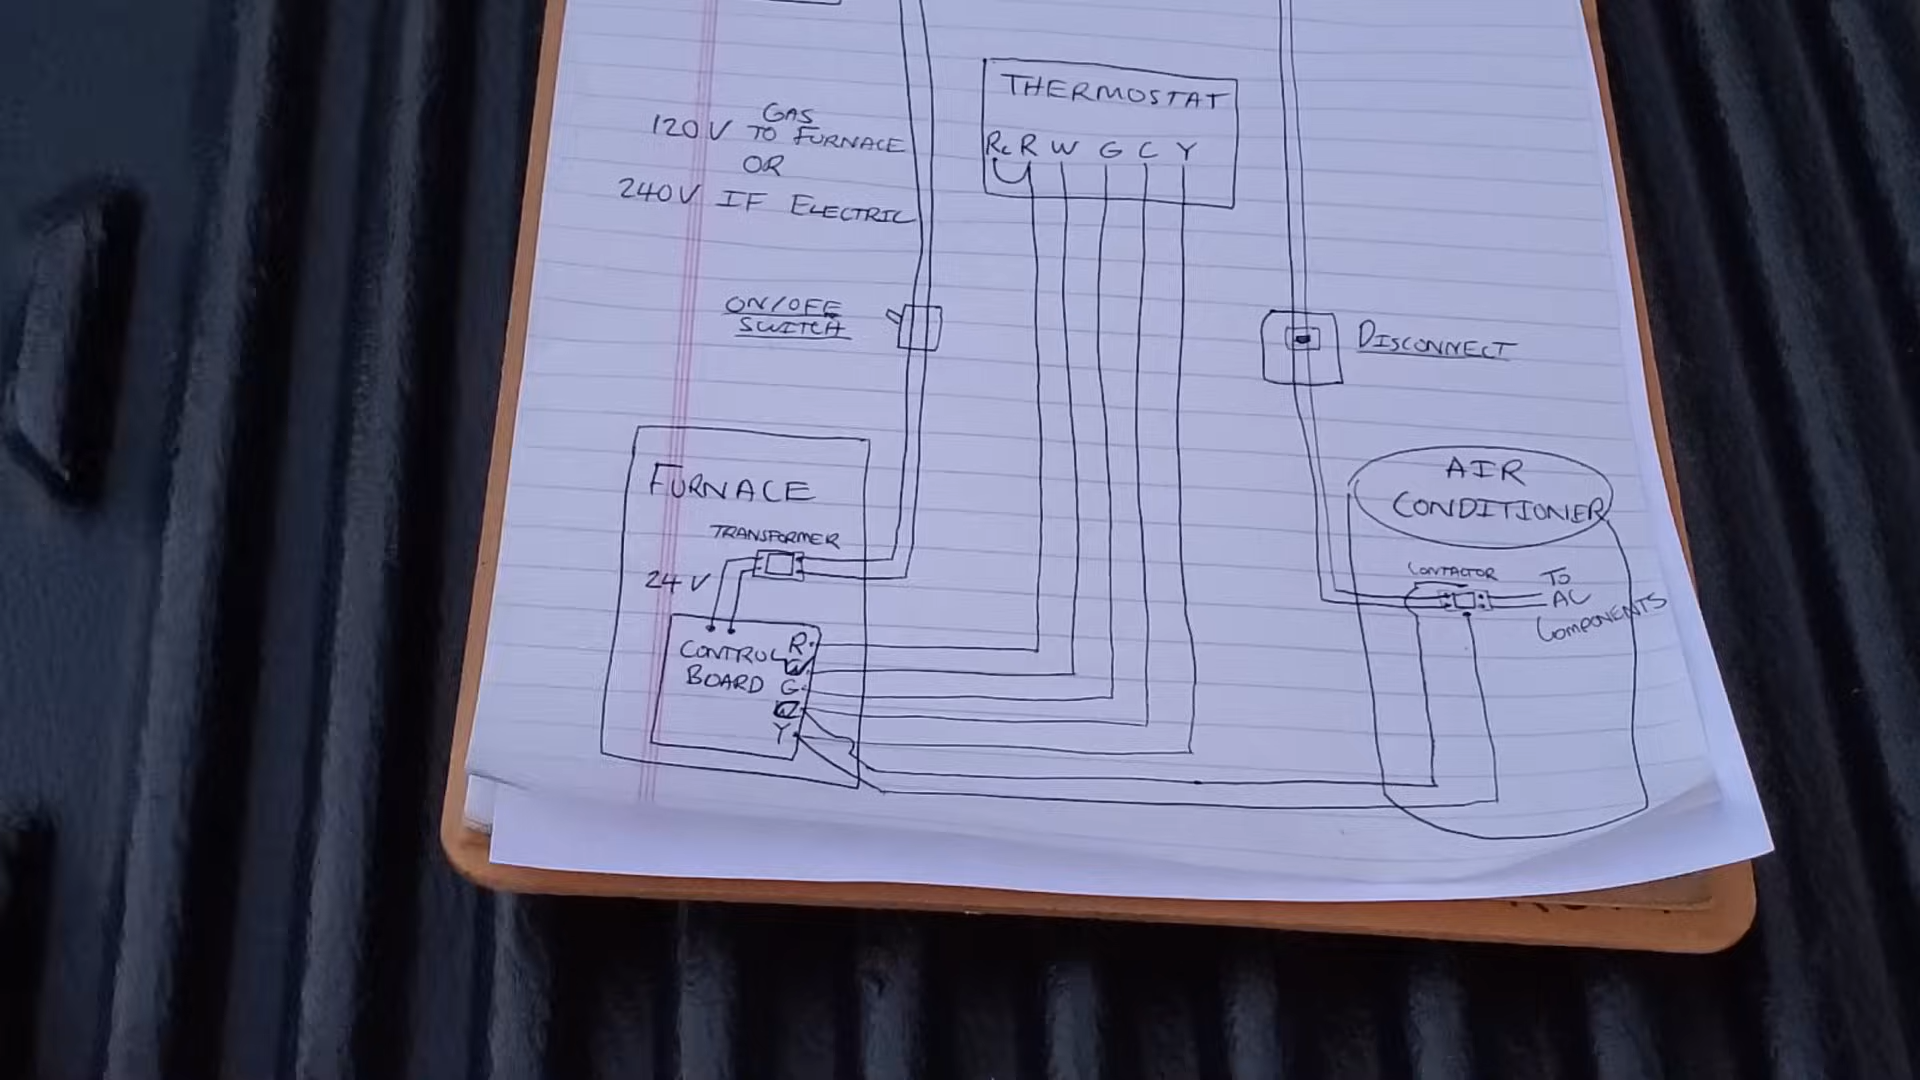 THERMOSTAT
Rc R W G C Y
GAS
120V TO FURNACE
OR
240V IF ELECTRIC
ON/OFF
SWITCH
DISCONNECT
FURNACE
TRANSFORMER
24V
CONTROL
BOARD
R
W
G
C
Y
AIR
CONDITIONER
CONTACTOR
TO
AC
COMPONENTS